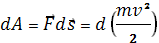 dA = F⃗ds⃗ = d(mv²/2)